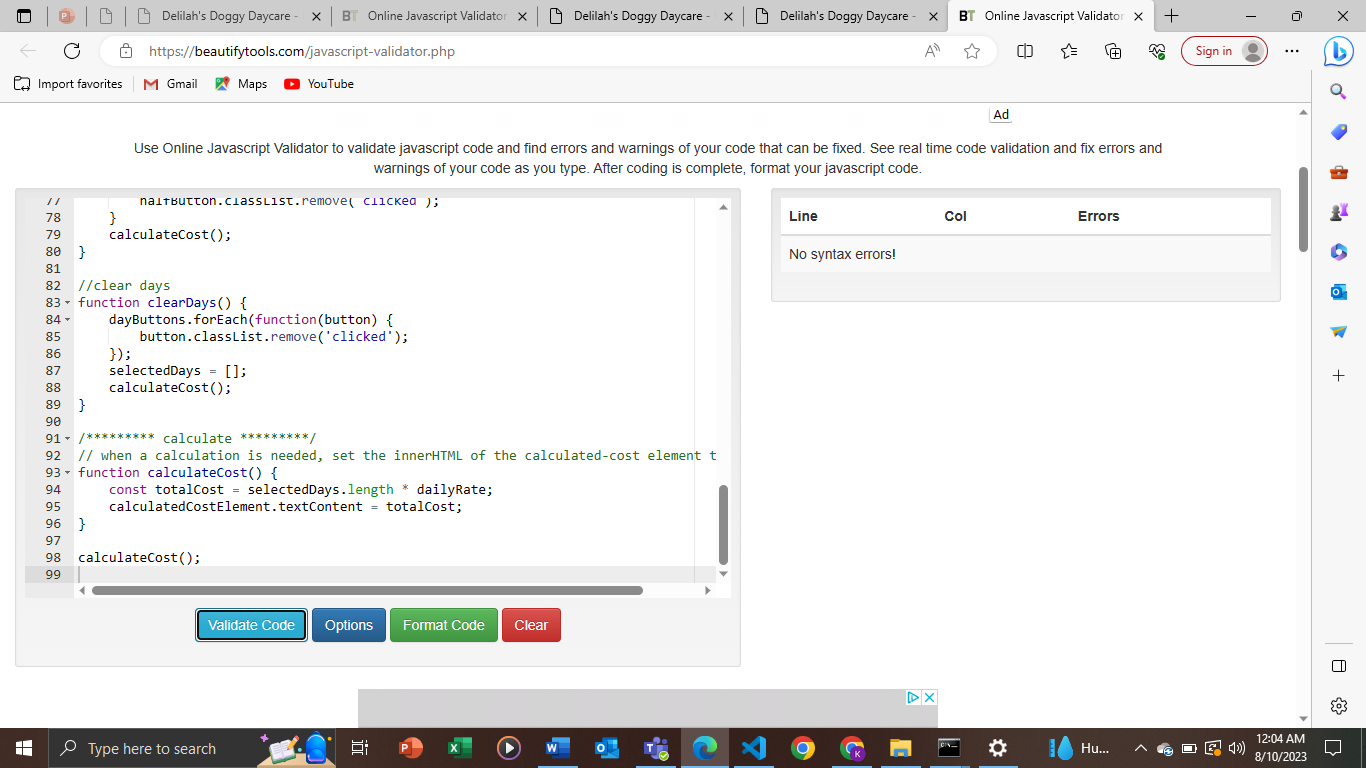 Delilah's Doggy Daycare -
BT Online Javascript Validator
Delilah's Doggy Daycare -
Delilah's Doggy Daycare -
BT Online Javascript Validator
https://beautifytools.com/javascript-validator.php
Sign in
Import favorites
Gmail
Maps
YouTube
Ad
Use Online Javascript Validator to validate javascript code and find errors and warnings of your code that can be fixed. See real time code validation and fix errors and
warnings of your code as you type. After coding is complete, format your javascript code.
77 halfButton.classList.remove('clicked');
78 }
79 calculateCost();
80 }
81
82 //clear days
83 function clearDays() {
84 dayButtons.forEach(function(button) {
85 button.classList.remove('clicked');
86 });
87 selectedDays = [];
88 calculateCost();
89 }
90
91 /********* calculate *********/
92 // when a calculation is needed, set the innerHTML of the calculated-cost element t
93 function calculateCost() {
94 const totalCost = selectedDays.length * dailyRate;
95 calculatedCostElement.textContent = totalCost;
96 }
97
98 calculateCost();
99
Validate Code
Options
Format Code
Clear
Line Col Errors
No syntax errors!
Type here to search
Hu...
12:04 AM
8/10/2023